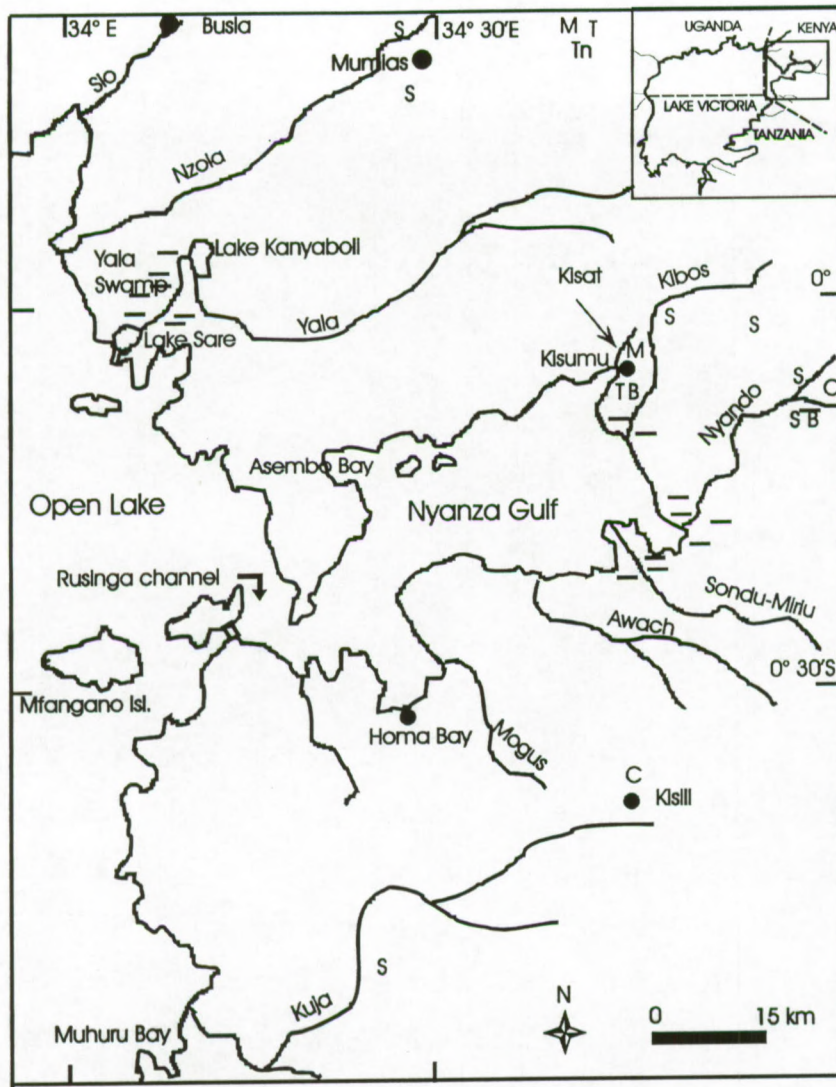 34° E
Busia
S
34° 30'E
M T
Tn
UGANDA
KENYA
LAKE VICTORIA
TANZANIA
Sio
Mumias
S
Nzoia
Yala
Swamp
Lake Kanyaboli
Lake Sare
Yala
Kisat
Kibos
0°
S
S
Kisumu
M
T B
Nyando
S
S B
C
Asembo Bay
Open Lake
Nyanza Gulf
Rusinga channel
Sondu-Miriu
Awach
0° 30'S
Mfangano Isl.
Homa Bay
Mogus
C
Kisiii
S
Kuja
N
0 15 km
Muhuru Bay